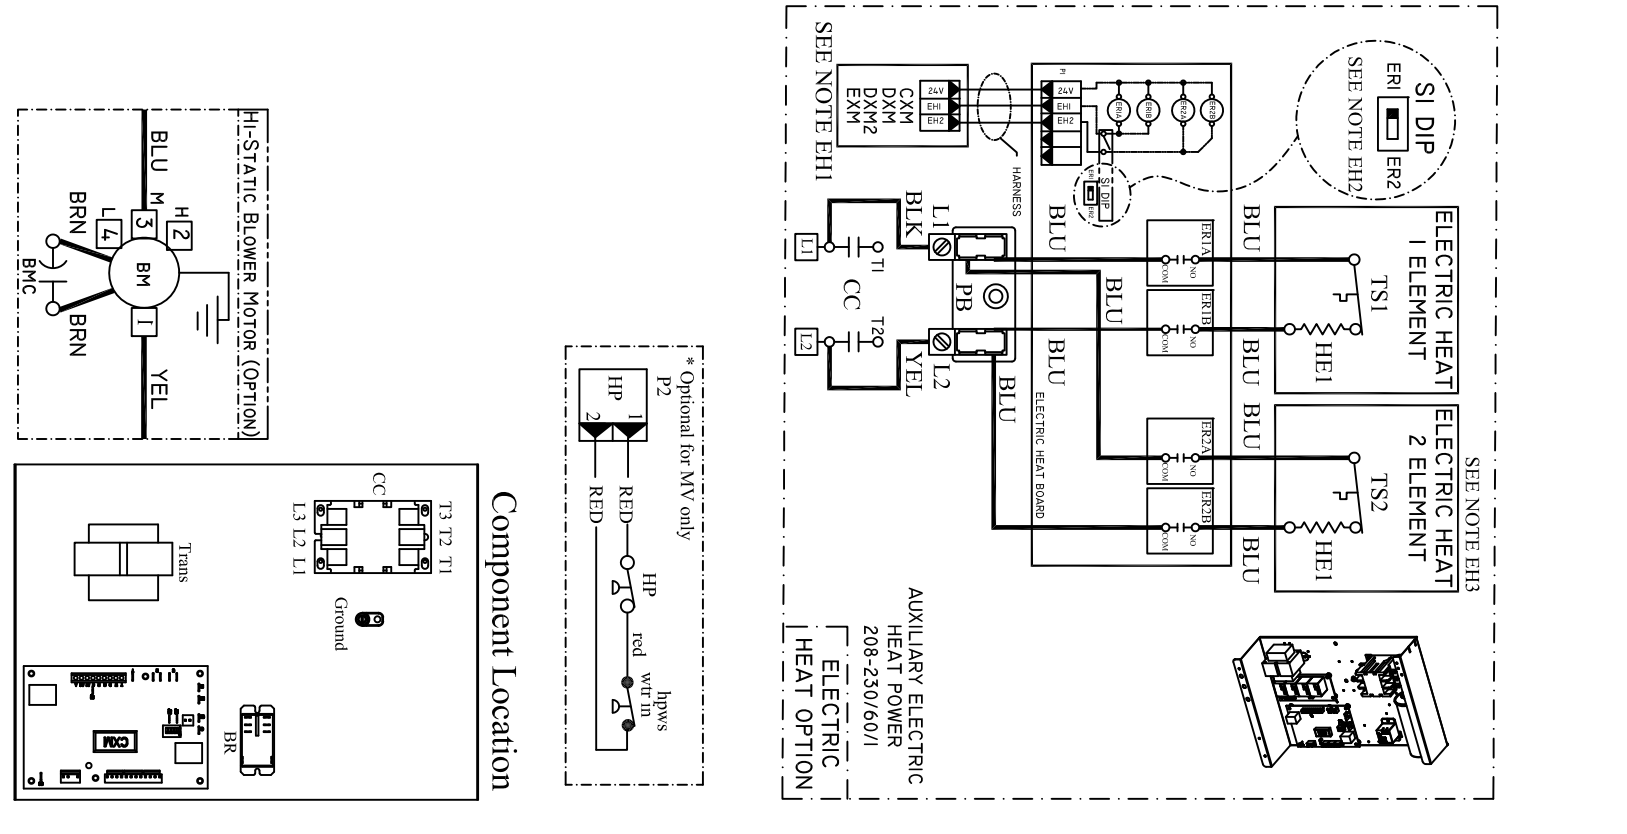 HI-STATIC BLOWER MOTOR (OPTION)
BLU
M
H
2
3
L
4
BM
1
BRN
BRN
BMC
YEL
Component Location
CC
T3 T2 T1
L3 L2 L1
Trans
Ground
BR
CXM
* Optional for MV only
P2
HP
1
2
RED
RED
HP
red
hpws
wtr in
SEE NOTE EH1
CXM
DXM
DXM2
EXM
24V
EH1
EH2
HARNESS
P1
24V
EH1
EH2
ER1A
ER1B
ER2A
ER2B
S1 DIP
ER1
ER2
S1 DIP
ER1
ER2
SEE NOTE EH2
ELECTRIC HEAT
1 ELEMENT
TS1
HE1
ELECTRIC HEAT
2 ELEMENT
TS2
HE1
SEE NOTE EH3
BLU
BLU
BLU
BLU
BLU
BLU
BLU
BLU
ER1A
COM
NO
ER1B
COM
NO
ER2A
COM
NO
ER2B
COM
NO
ELECTRIC HEAT BOARD
PB
L1
L2
BLK
YEL
L1
T1
CC
L2
T2
AUXILIARY ELECTRIC
HEAT POWER
208-230/60/1
ELECTRIC
HEAT OPTION